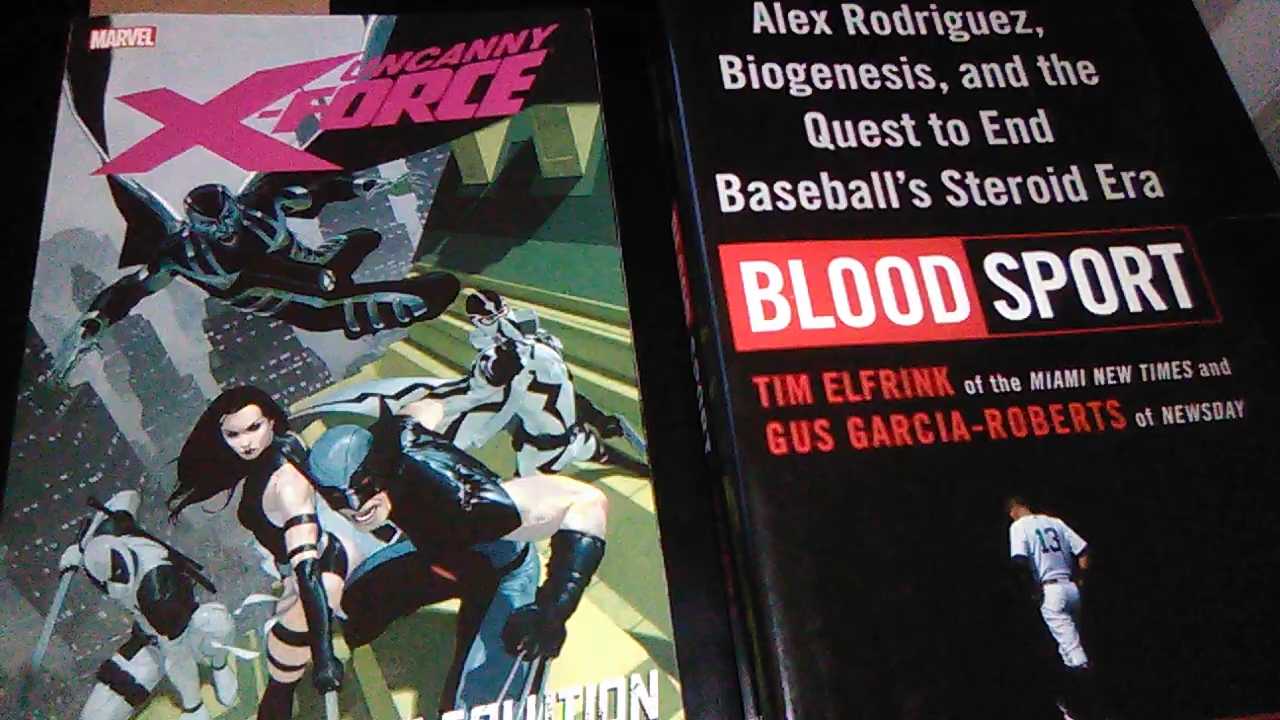 MARVEL
UNCANNY
X-FORCE
Alex Rodriguez,
Biogenesis, and the
Quest to End
Baseball's Steroid Era
BLOOD SPORT
TIM ELFRINK of the MIAMI NEW TIMES and
GUS GARCIA-ROBERTS of NEWSDAY
13